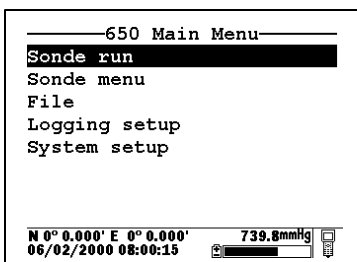 650 Main Menu
Sonde run
Sonde menu
File
Logging setup
System setup
N 0° 0.000' E 0° 0.000' 739.8mmHg
06/02/2000 08:00:15